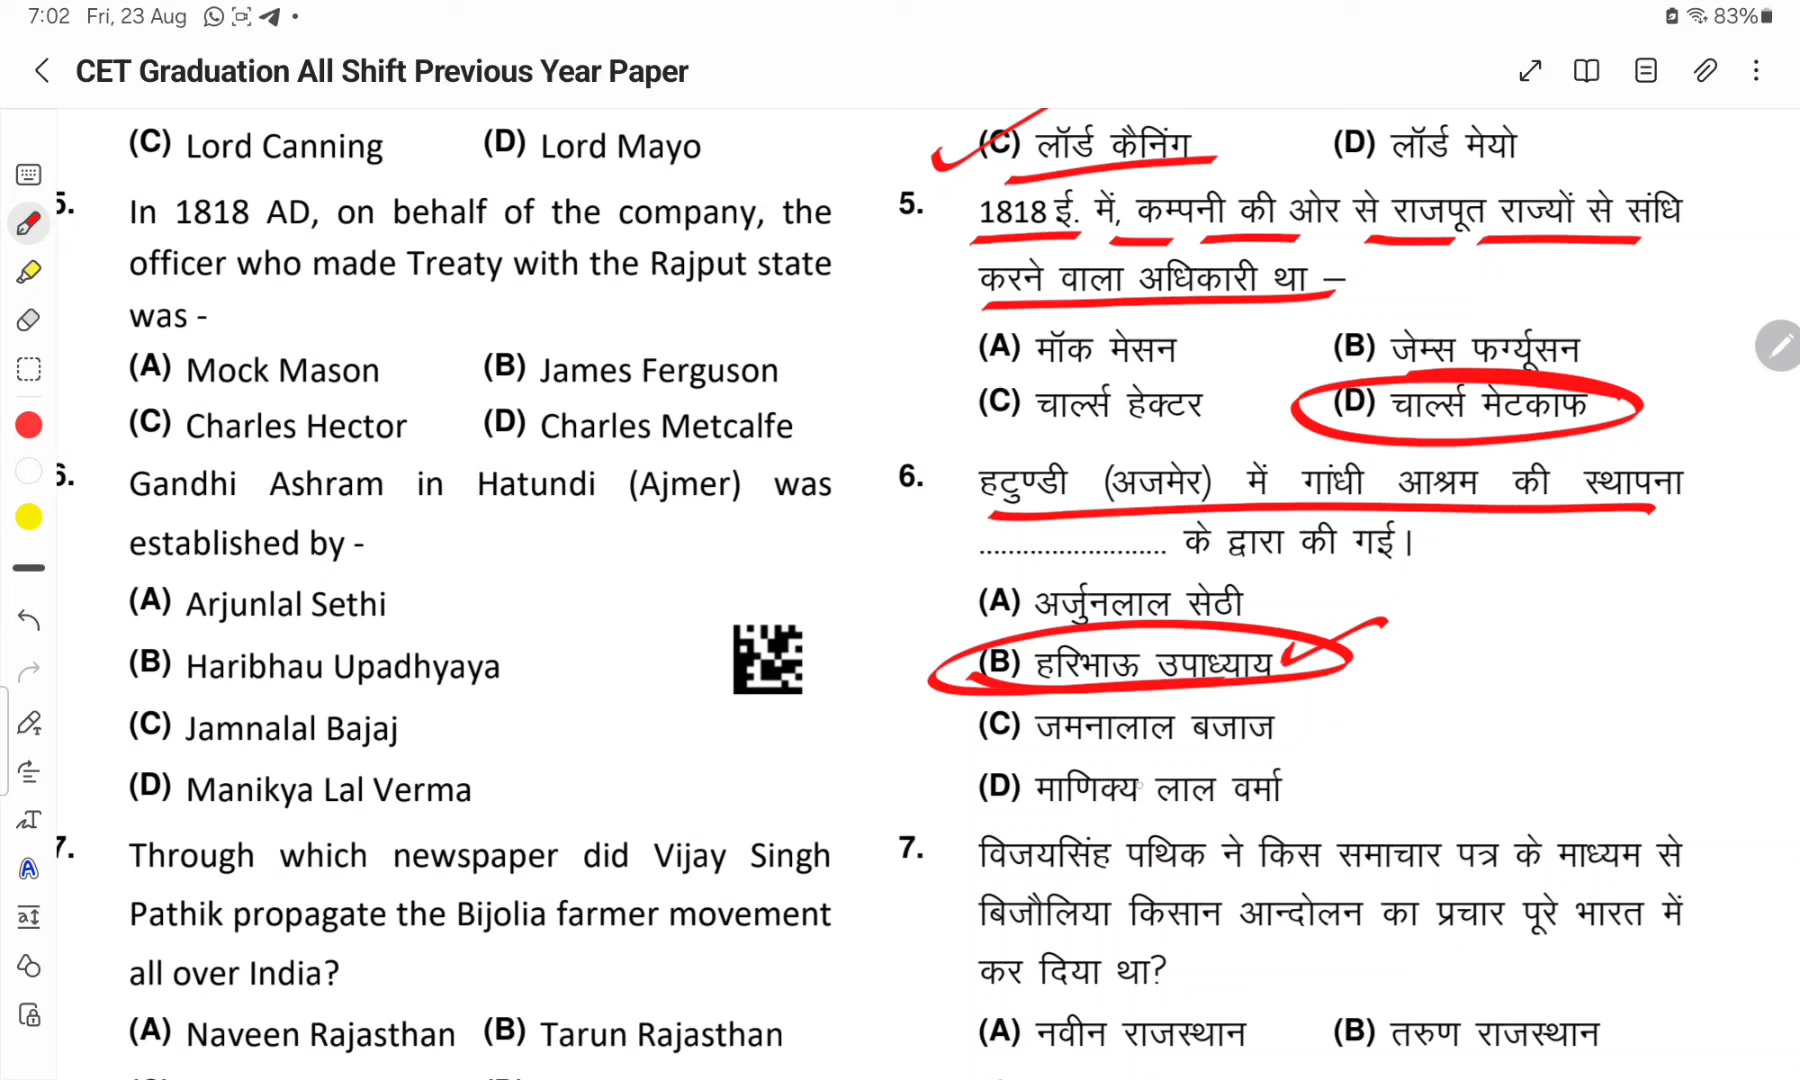 7:02 Fri, 23 Aug
83%
CET Graduation All Shift Previous Year Paper
(C) Lord Canning (D) Lord Mayo
5. In 1818 AD, on behalf of the company, the
officer who made Treaty with the Rajput state
was -
(A) Mock Mason (B) James Ferguson
(C) Charles Hector (D) Charles Metcalfe
6. Gandhi Ashram in Hatundi (Ajmer) was
established by -
(A) Arjunlal Sethi
(B) Haribhau Upadhyaya
(C) Jamnalal Bajaj
(D) Manikya Lal Verma
7. Through which newspaper did Vijay Singh
Pathik propagate the Bijolia farmer movement
all over India?
(A) Naveen Rajasthan (B) Tarun Rajasthan
(C) लॉर्ड कैनिंग (D) लॉर्ड मेयो
5. 1818 ई. में, कम्पनी की ओर से राजपूत राज्यों से संधि
करने वाला अधिकारी था –
(A) मॉक मेसन (B) जेम्स फर्ग्यूसन
(C) चार्ल्स हेक्टर (D) चार्ल्स मेटकाफ
6. हटुण्डी (अजमेर) में गांधी आश्रम की स्थापना
.......................... के द्वारा की गई।
(A) अर्जुनलाल सेठी
(B) हरिभाऊ उपाध्याय
(C) जमनालाल बजाज
(D) माणिक्य लाल वर्मा
7. विजयसिंह पथिक ने किस समाचार पत्र के माध्यम से
बिजौलिया किसान आन्दोलन का प्रचार पूरे भारत में
कर दिया था?
(A) नवीन राजस्थान (B) तरुण राजस्थान